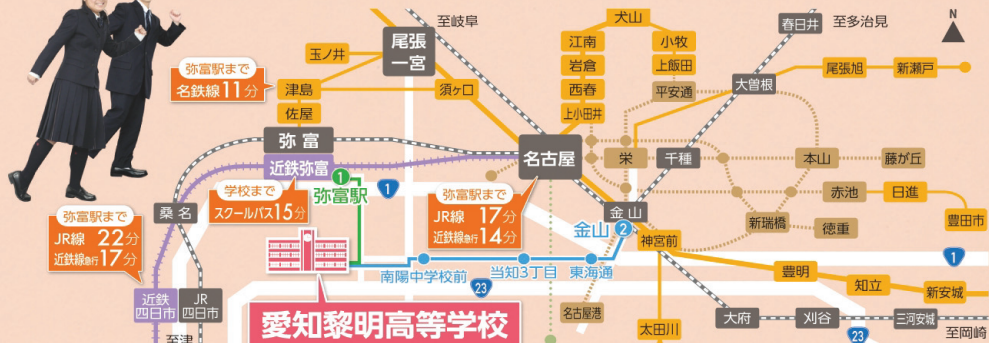 至岐阜
犬山
春日井
至多治見
N
尾張
一宮
玉ノ井
江南
小牧
岩倉
上飯田
弥富駅まで
名鉄線11分
津島
須ヶ口
西春
平安通
大曽根
尾張旭
新瀬戸
佐屋
上小田井
弥富
名古屋
栄
千種
本山
藤が丘
近鉄弥富
1
弥富駅
1
学校まで
スクールバス15分
弥富駅まで
JR線 17分
近鉄線急行14分
赤池
日進
豊田市
桑名
金山
金山
2
新瑞橋
徳重
弥富駅まで
JR線 22分
近鉄線急行17分
神宮前
南陽中学校前
当知3丁目
東海通
1
豊明
知立
新安城
23
近鉄
四日市
JR
四日市
名古屋港
太田川
大府
刈谷
三河安城
愛知黎明高等学校
至津
23
至岡崎